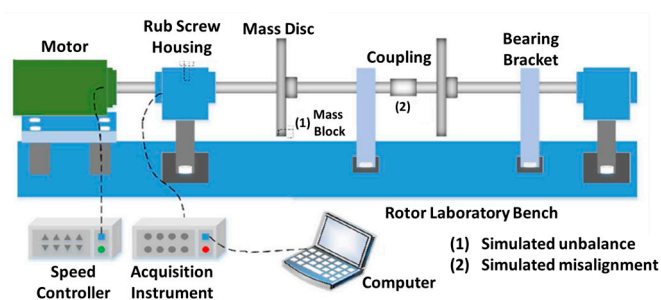 Motor
Rub Screw
Housing
Mass Disc
Coupling
Bearing
Bracket
(1) Mass
Block
(2)
Rotor Laboratory Bench
Speed
Controller
Acquisition
Instrument
Computer
(1) Simulated unbalance
(2) Simulated misalignment